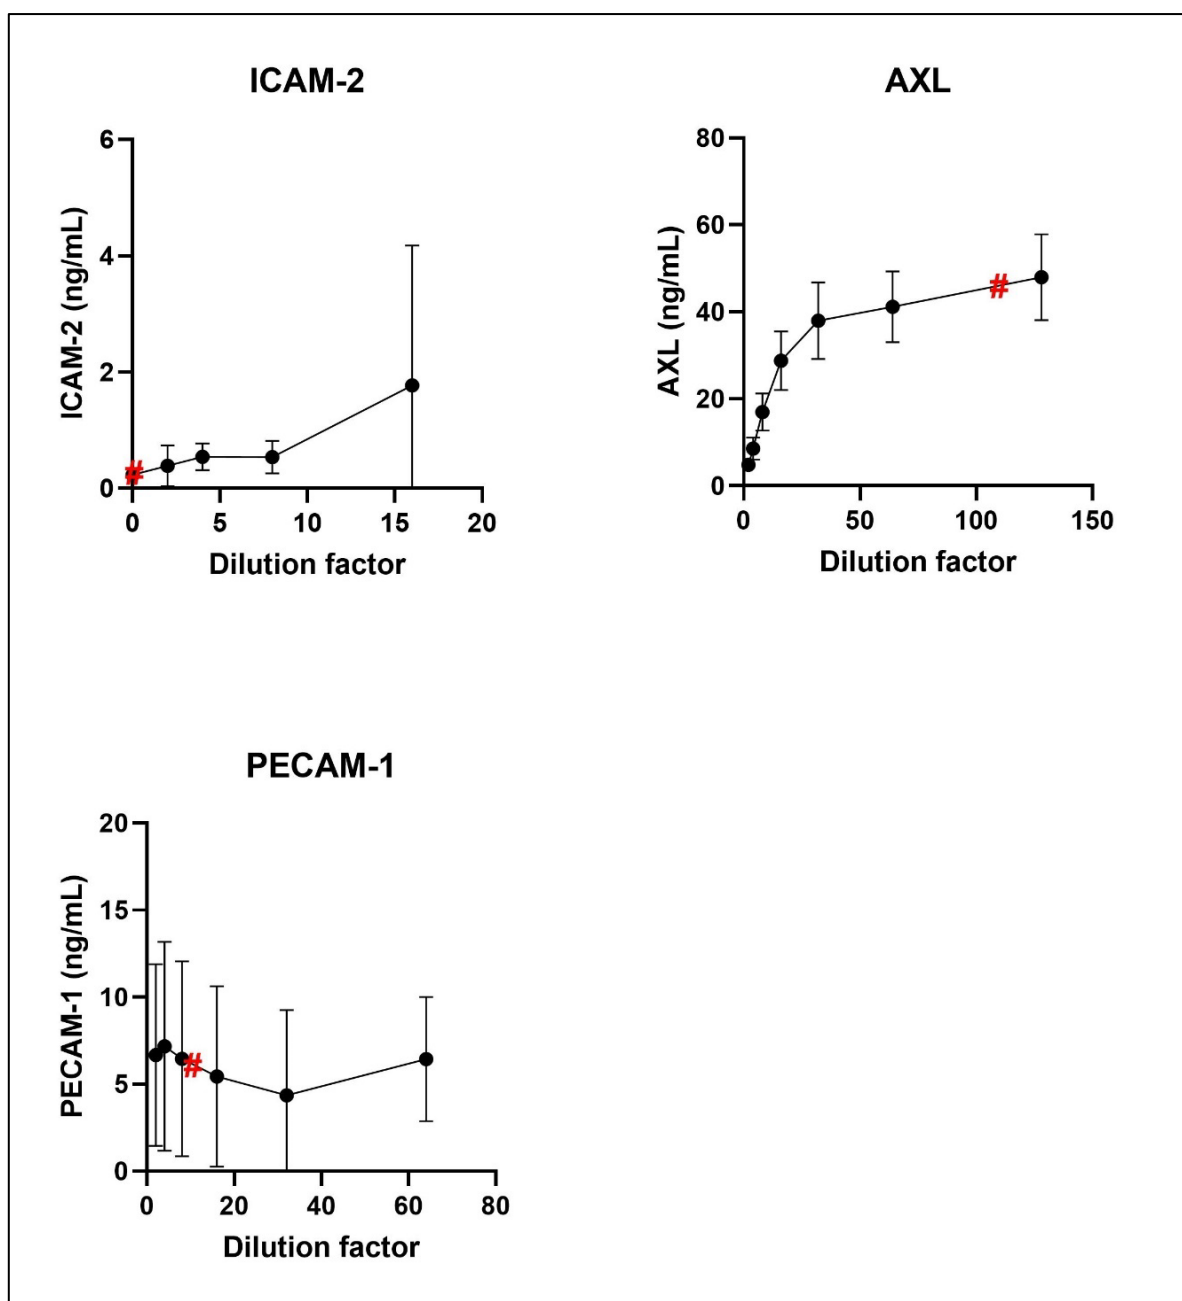 ICAM-2
ICAM-2 (ng/mL)
6
4
2
0
#
0 5 10 15 20
Dilution factor
AXL
AXL (ng/mL)
80
60
40
20
0
#
0 50 100 150
Dilution factor
PECAM-1
PECAM-1 (ng/mL)
20
15
10
5
0
#
0 20 40 60 80
Dilution factor